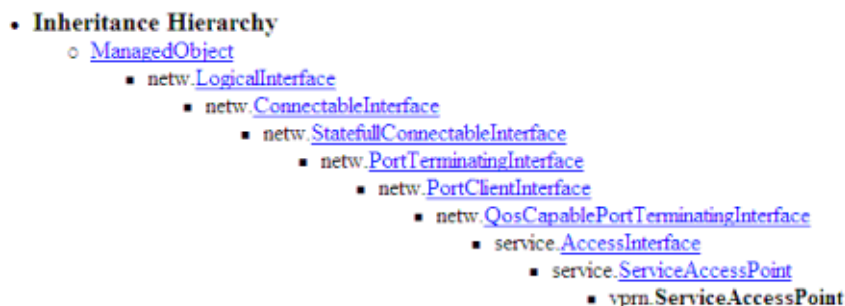 Inheritance Hierarchy
ManagedObject
netw.LogicalInterface
netw.ConnectableInterface
netw.StatefullConnectableInterface
netw.PortTerminatingInterface
netw.PortClientInterface
netw.QosCapablePortTerminatingInterface
service.AccessInterface
service.ServiceAccessPoint
vprn.ServiceAccessPoint